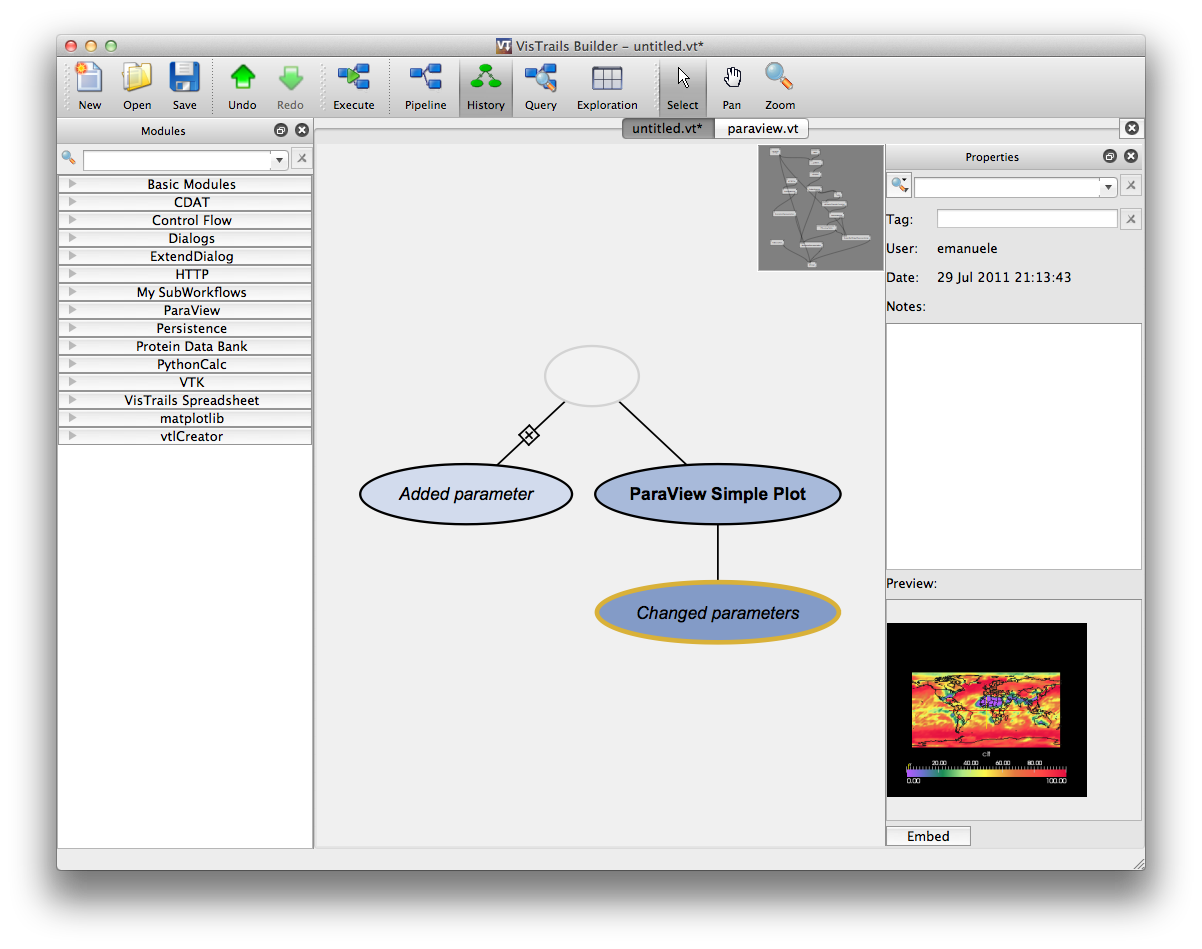 VT VisTrails Builder – untitled.vt*
New Open Save Undo Redo Execute Pipeline History Query Exploration Select Pan Zoom
Modules
untitled.vt* paraview.vt
Basic Modules
CDAT
Control Flow
Dialogs
ExtendDialog
HTTP
My SubWorkflows
ParaView
Persistence
Protein Data Bank
PythonCalc
VTK
VisTrails Spreadsheet
matplotlib
vtlCreator
Added parameter
ParaView Simple Plot
Changed parameters
Properties
Tag:
User: emanuele
Date: 29 Jul 2011 21:13:43
Notes:
Preview:
clt
20.00 40.00 60.00 80.00
0.00 100.00
Embed